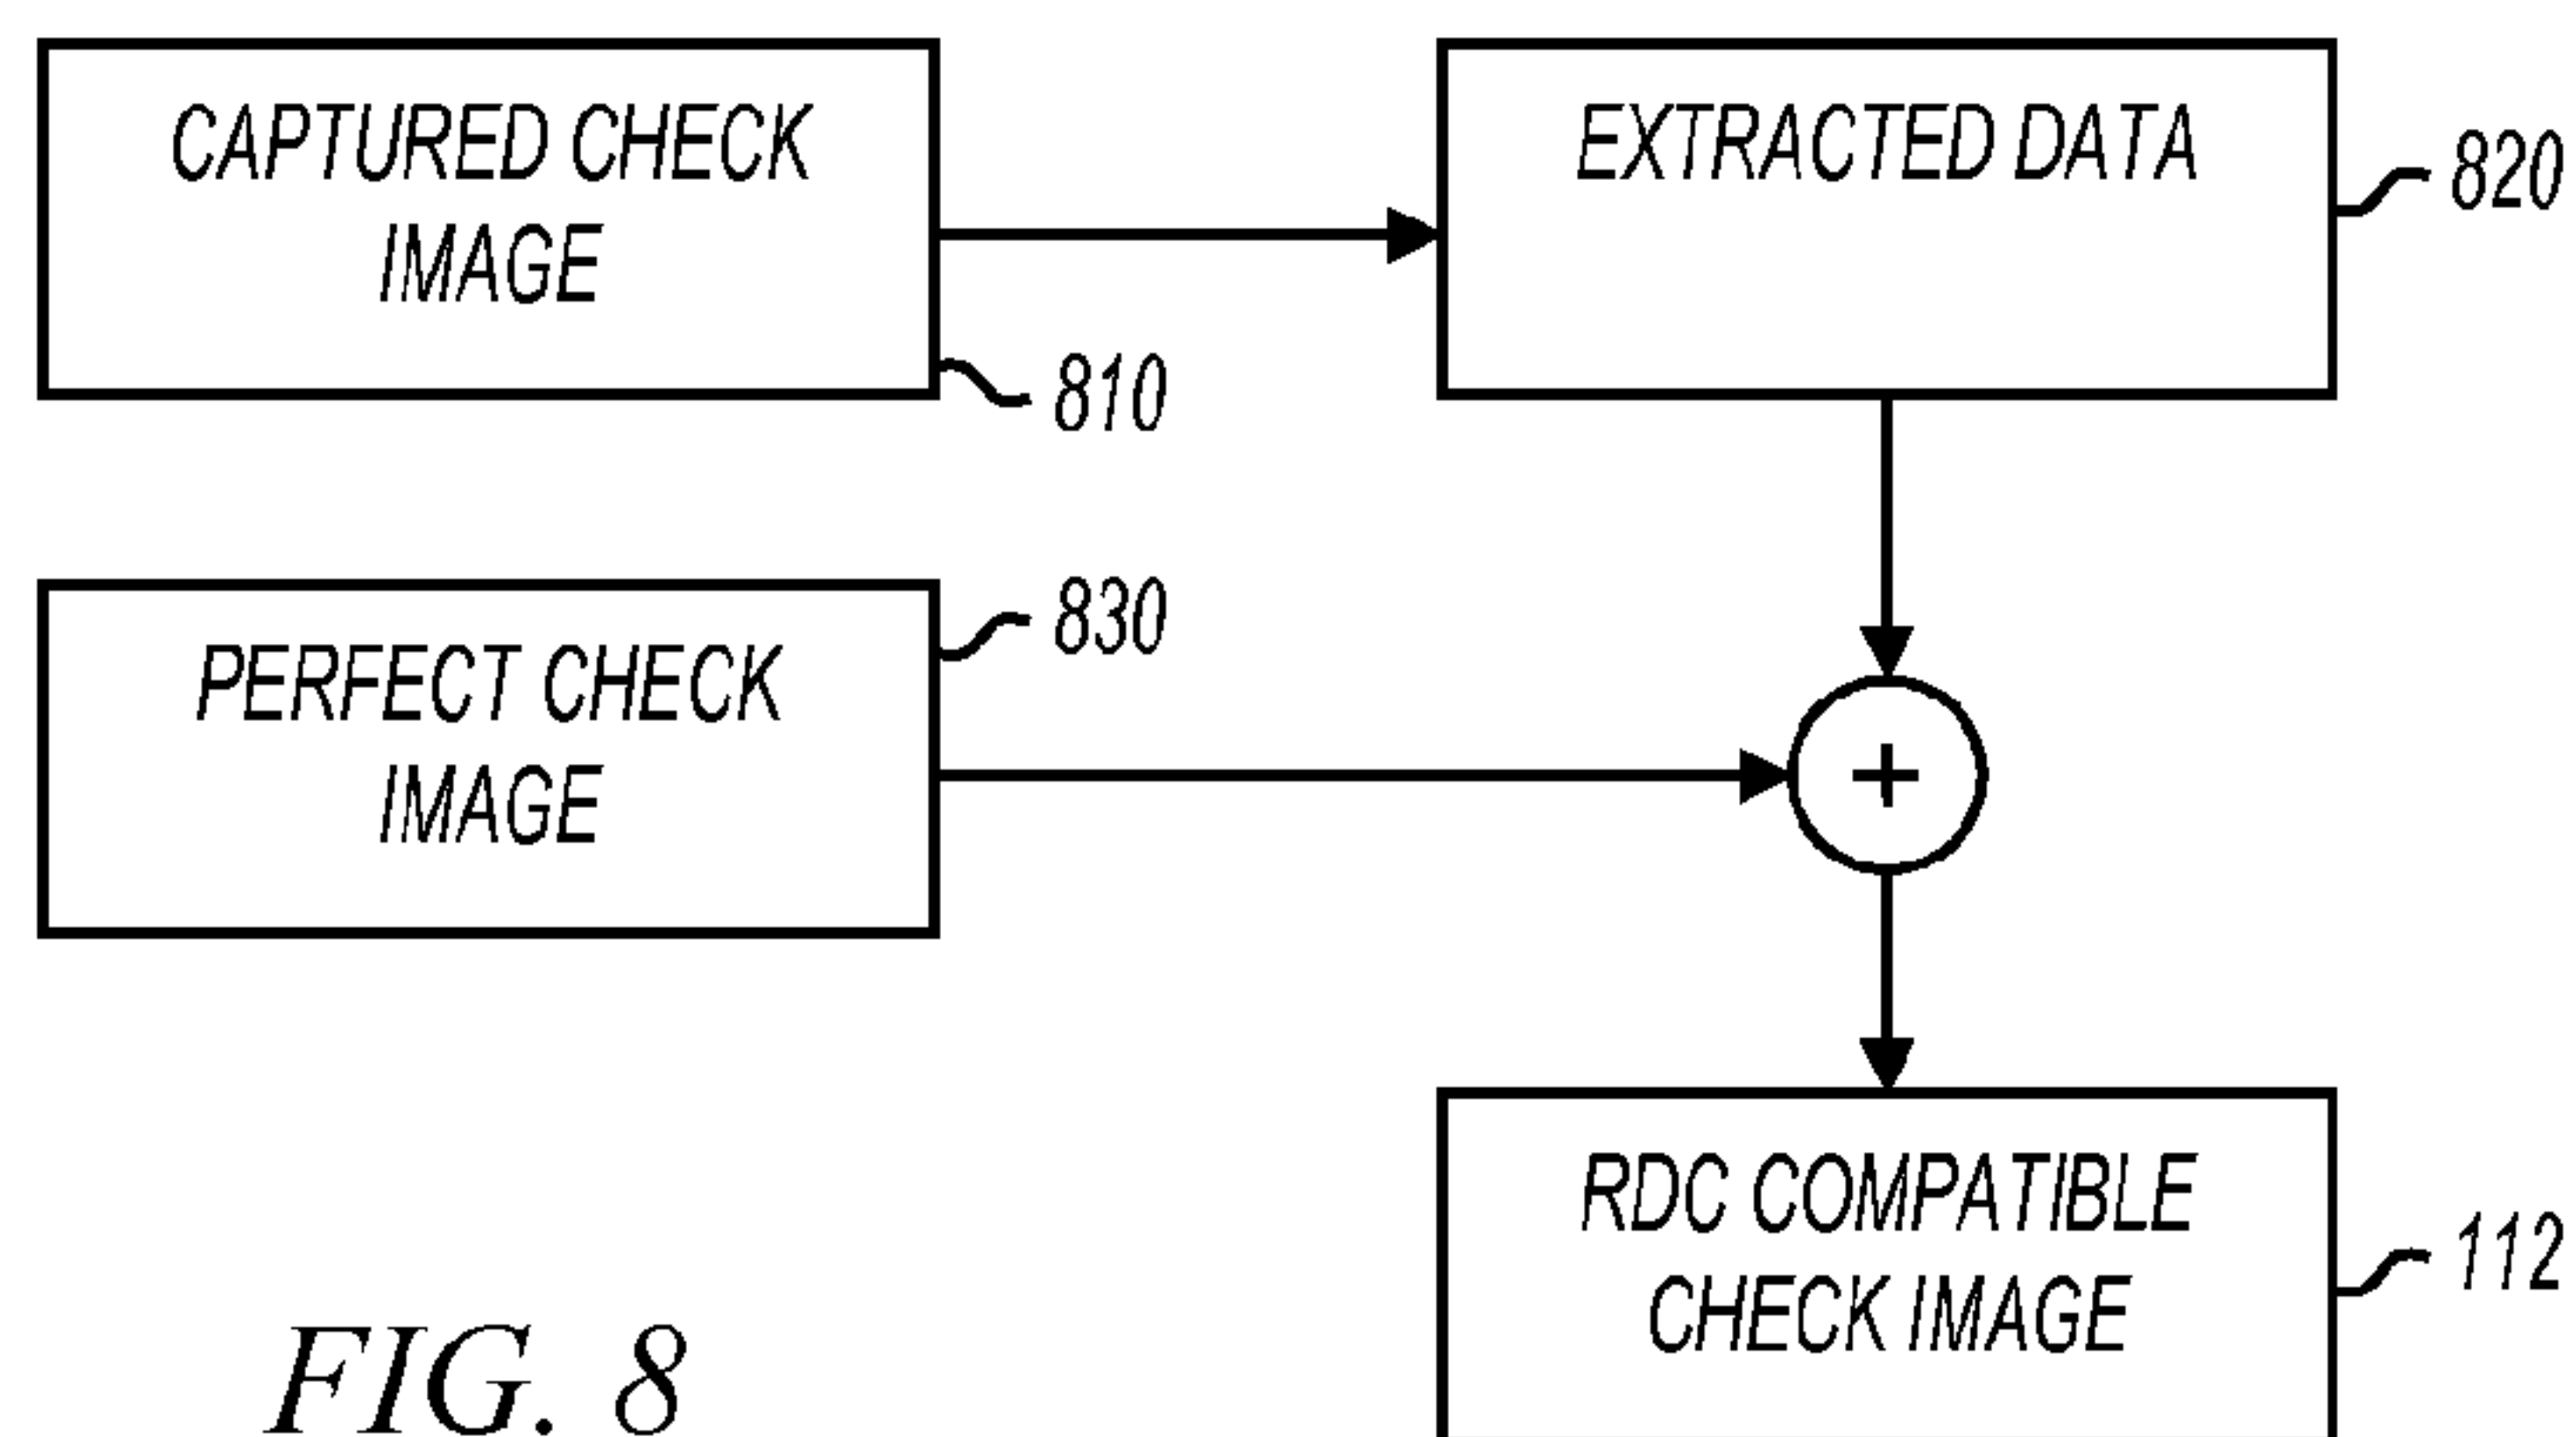 CAPTURED CHECK
IMAGE
810
EXTRACTED DATA
820
PERFECT CHECK
IMAGE
830
+
RDC COMPATIBLE
CHECK IMAGE
112
FIG. 8